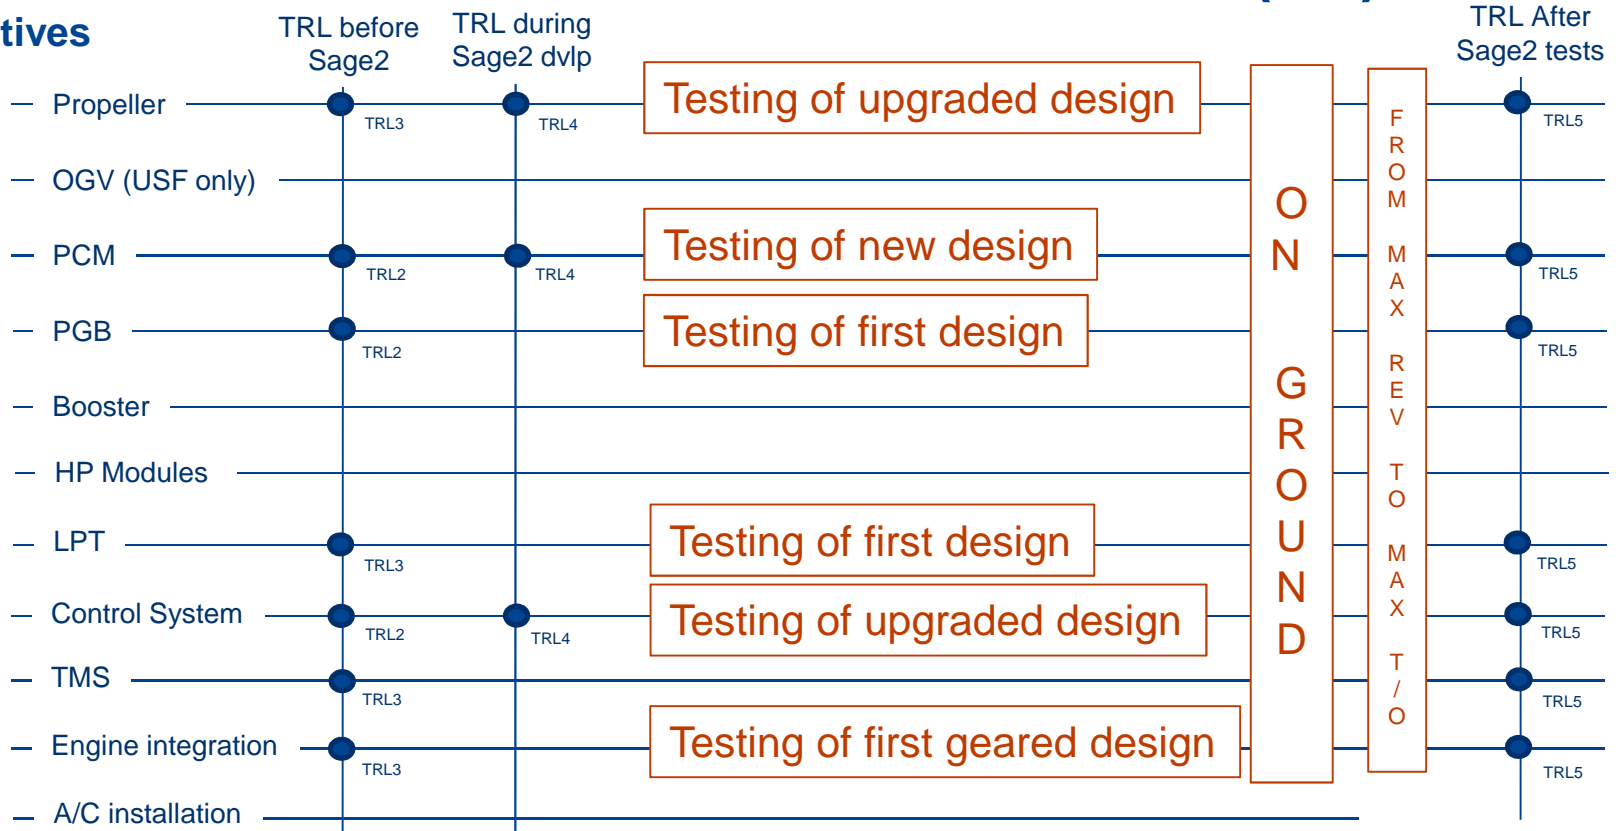 tives
TRL before
Sage2
TRL during
Sage2 dvlp
TRL After
Sage2 tests
— Propeller
TRL3
TRL4
Testing of upgraded design
TRL5
— OGV (USF only)
— PCM
TRL2
TRL4
Testing of new design
TRL5
— PGB
TRL2
Testing of first design
TRL5
— Booster
— HP Modules
— LPT
TRL3
Testing of first design
TRL5
— Control System
TRL2
TRL4
Testing of upgraded design
TRL5
— TMS
TRL3
TRL5
— Engine integration
TRL3
Testing of first geared design
TRL5
— A/C installation
ON GROUND
FROM MAX REV TO MAX T/O